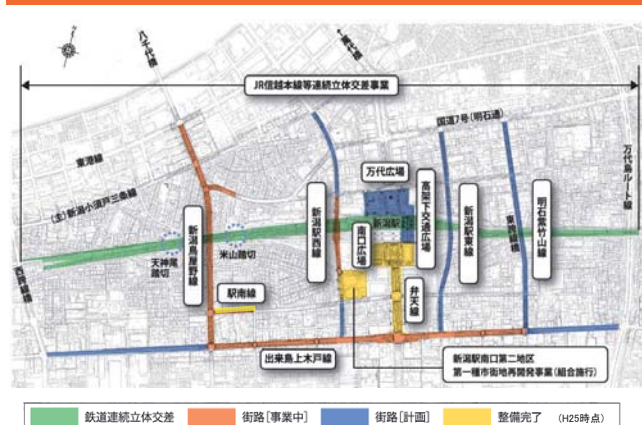 八千代橋
萬代橋
JR信越本線等連続立体交差事業
国道7号(明石通)
東港線
(主)新潟小須戸三条線
万代広場
高架下交通広場
万代島ルート線
新潟鳥屋野線
新潟駅西線
新潟駅
新潟駅東線
東跨線橋
明石紫竹山線
南口広場
天神尾
踏切
米山踏切
西跨線橋
駅南線
弁天線
出来島上木戸線
新潟駅南口第二地区
第一種市街地再開発事業(組合施行)
鉄道連続立体交差
街路[事業中]
街路[計画]
整備完了
(H25時点)